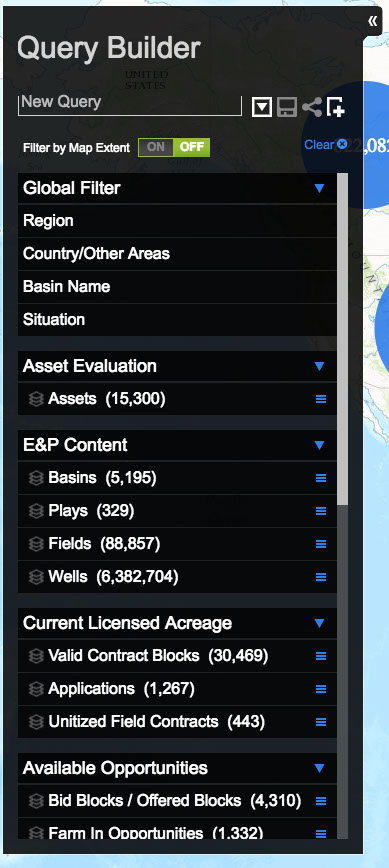 «
Query Builder
UNITED
STATES
New Query
Filter by Map Extent ON OFF Clear
Global Filter
Region
Country/Other Areas
Basin Name
Situation
Asset Evaluation
Assets (15,300)
E&P Content
Basins (5,195)
Plays (329)
Fields (88,857)
Wells (6,382,704)
Current Licensed Acreage
Valid Contract Blocks (30,469)
Applications (1,267)
Unitized Field Contracts (443)
Available Opportunities
Bid Blocks / Offered Blocks (4,310)
Farm In Opportunities (1,332)